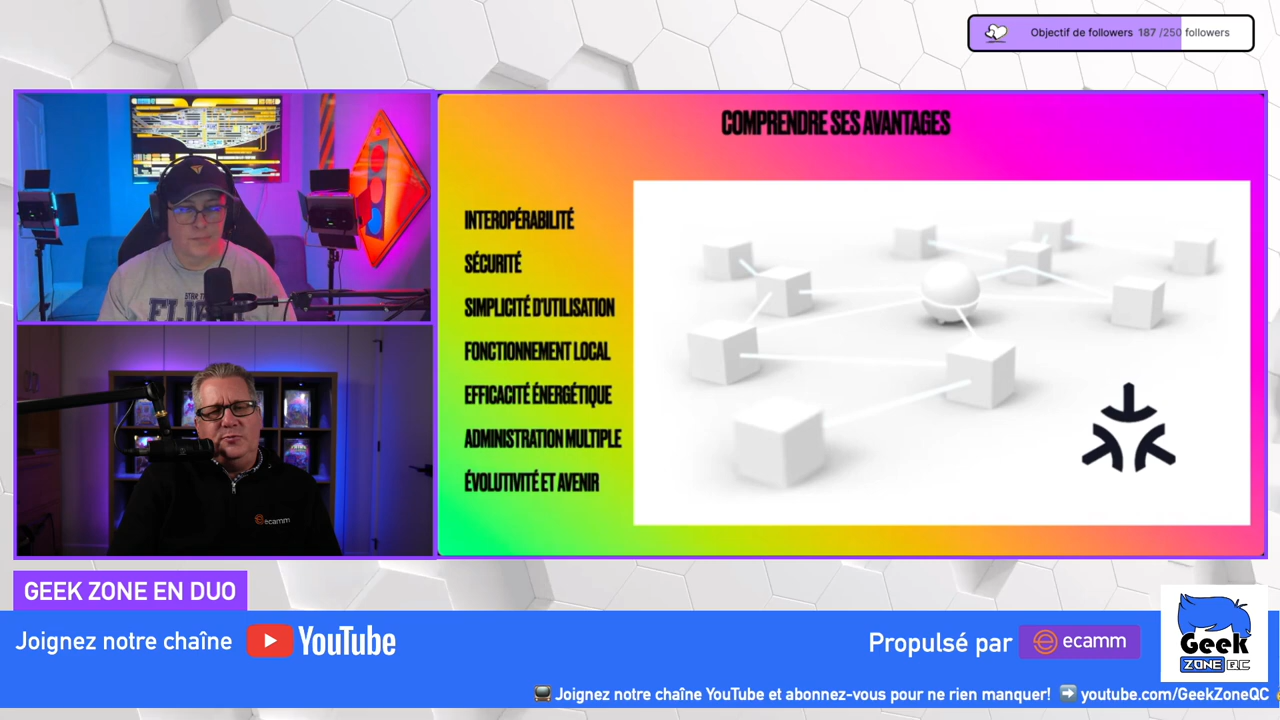 Objectif de followers 187 /250 followers
COMPRENDRE SES AVANTAGES
INTEROPÉRABILITÉ
SÉCURITÉ
SIMPLICITÉ D'UTILISATION
FONCTIONNEMENT LOCAL
EFFICACITÉ ÉNERGÉTIQUE
ADMINISTRATION MULTIPLE
ÉVOLUTIVITÉ ET AVENIR
STAR
ecamm
GEEK ZONE EN DUO
Joignez notre chaîne YouTube
Propulsé par ecamm
Geek
ZONE QC
Joignez notre chaîne YouTube et abonnez-vous pour ne rien manquer! youtube.com/GeekZoneQC